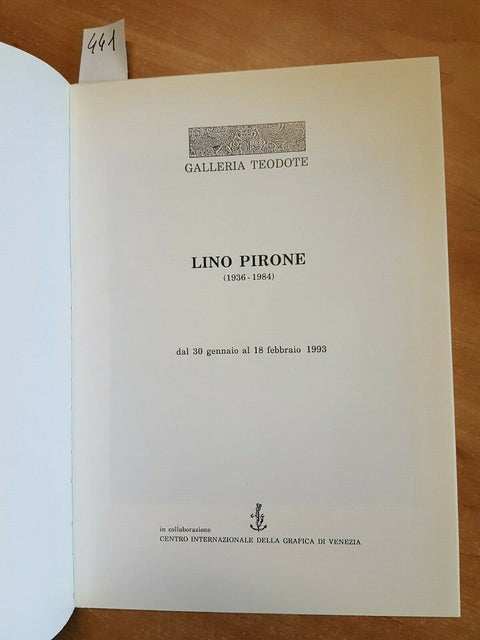 441
GALLERIA TEODOTE
LINO PIRONE
(1936 - 1984)
dal 30 gennaio al 18 febbraio 1993
in collaborazione
CENTRO INTERNAZIONALE DELLA GRAFICA DI VENEZIA